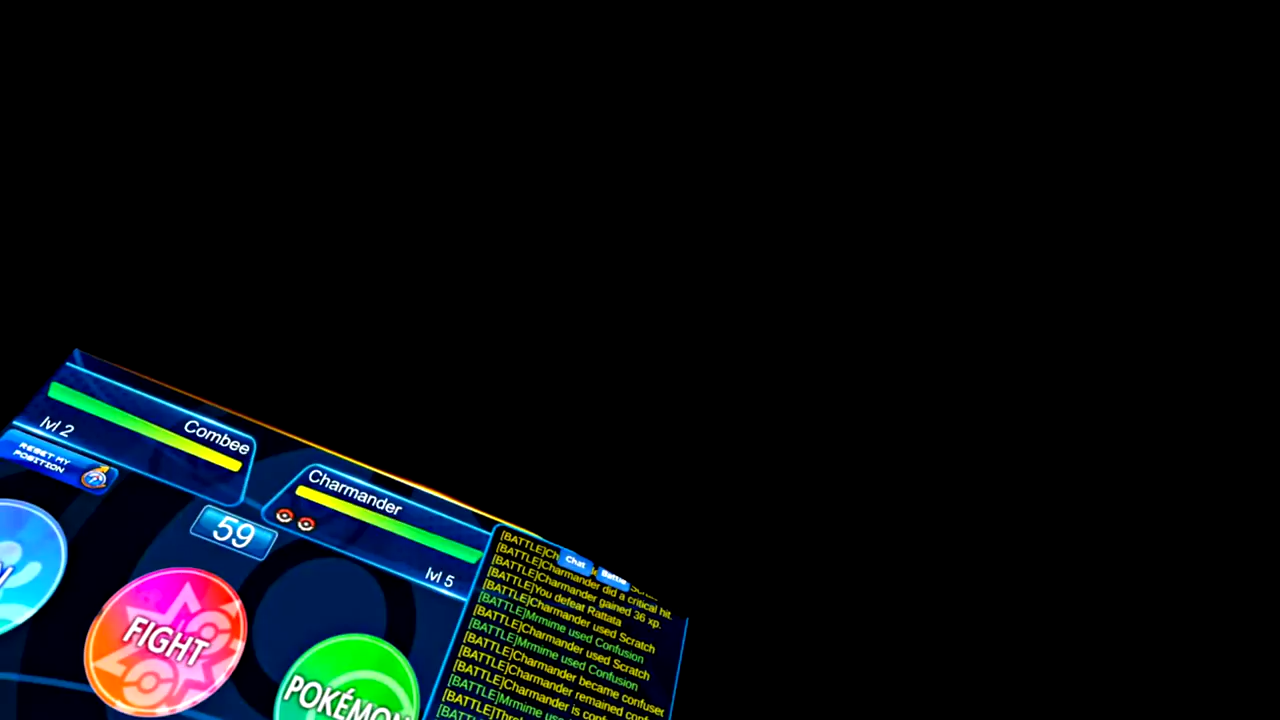 Combee
lvl 2
RESET MY
POSITION
Charmander
lvl 5
59
FIGHT
POKÉMON
Chat
Battle
[BATTLE]Charmander did a critical hit.
[BATTLE]Charmander gained 36 xp.
[BATTLE]You defeat Rattata
[BATTLE]Charmander used Scratch
[BATTLE]Mrmime used Confusion
[BATTLE]Charmander used Scratch
[BATTLE]Mrmime used Confusion
[BATTLE]Charmander became confused
[BATTLE]Charmander remained
[BATTLE]Charmander is
[BATTLE]Mrmime